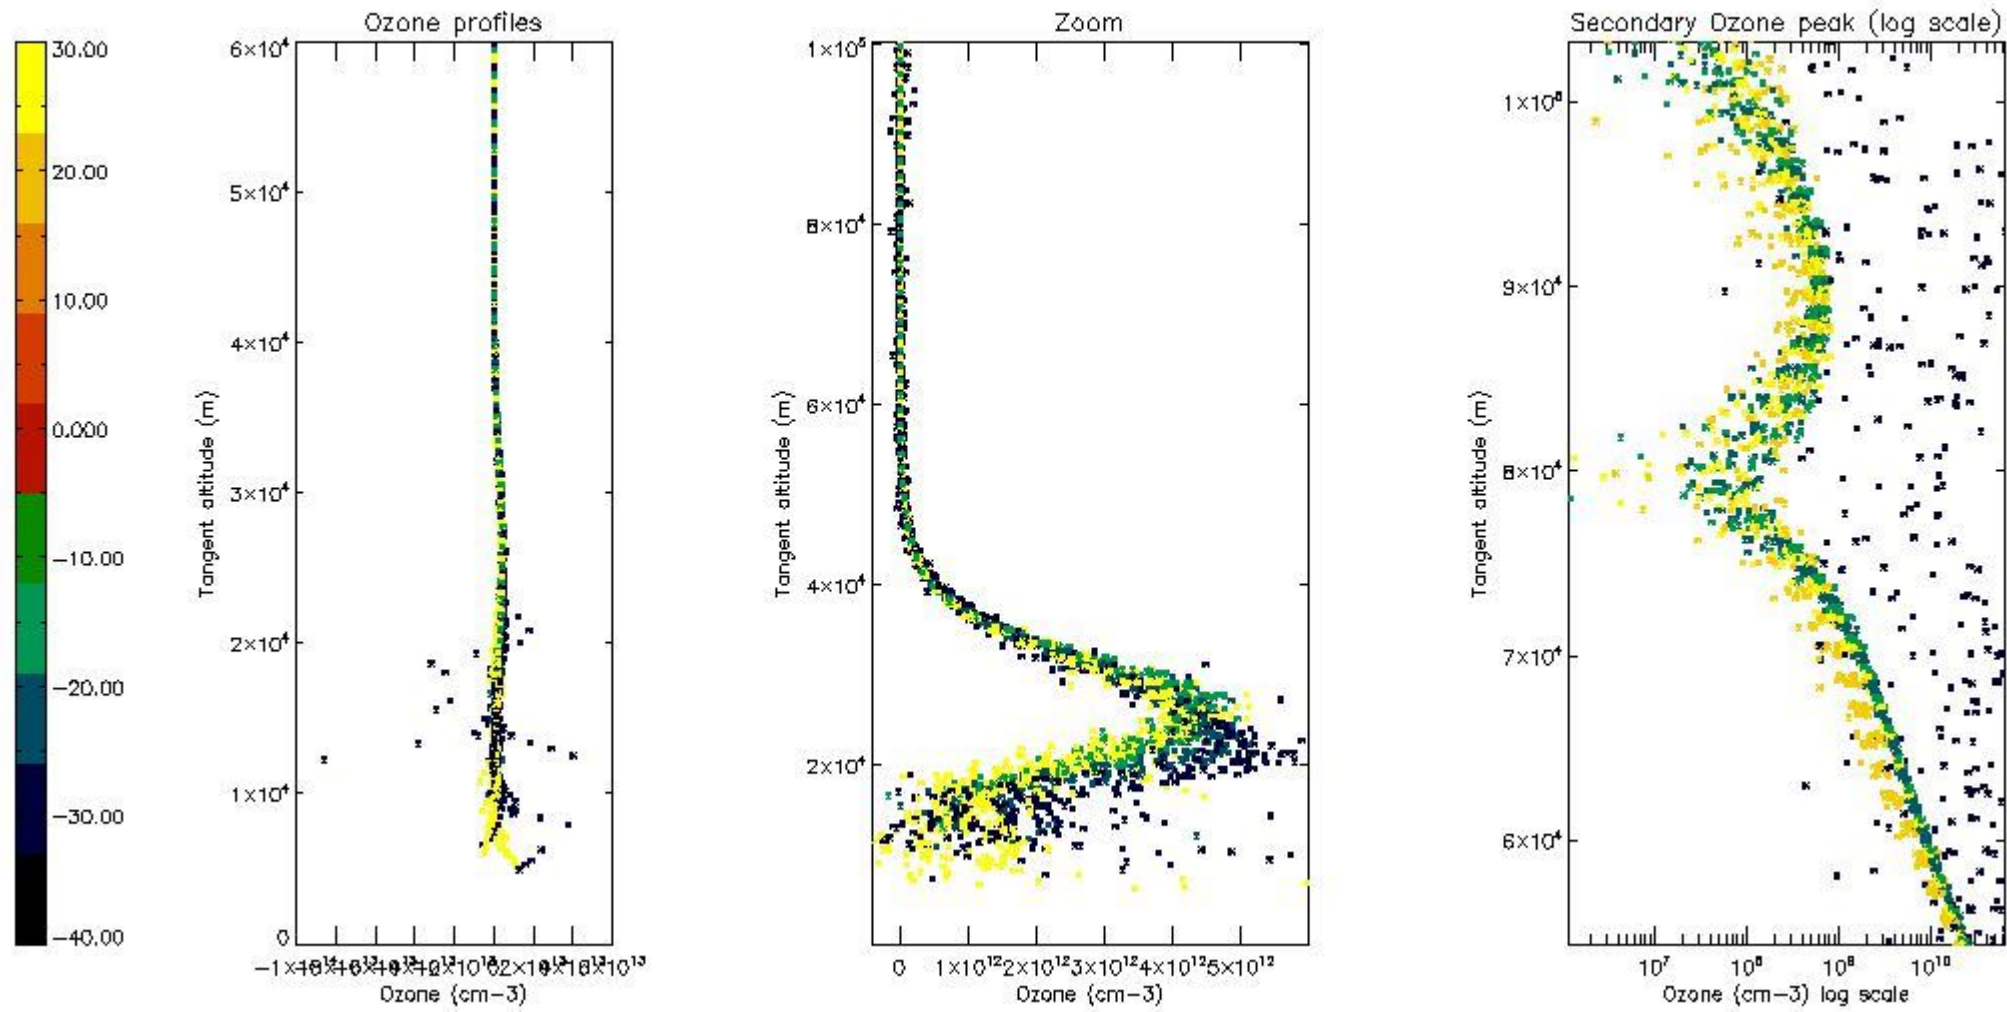 Ozone profiles
Zoom
Secondary Ozone peak (log scale)
30.00
20.00
10.00
0.000
-10.00
-20.00
-30.00
-40.00
6×10⁴
5×10⁴
4×10⁴
3×10⁴
2×10⁴
1×10⁴
0
Tangent altitude (m)
Ozone (cm-3)
1×10⁵
8×10⁴
6×10⁴
4×10⁴
2×10⁴
Tangent altitude (m)
0 1×10¹² 2×10¹² 3×10¹² 4×10¹² 5×10¹²
Ozone (cm-3)
9×10⁴
8×10⁴
7×10⁴
6×10⁴
Tangent altitude (m)
10⁷ 10⁸ 10⁹ 10¹⁰
Ozone (cm-3) log scale